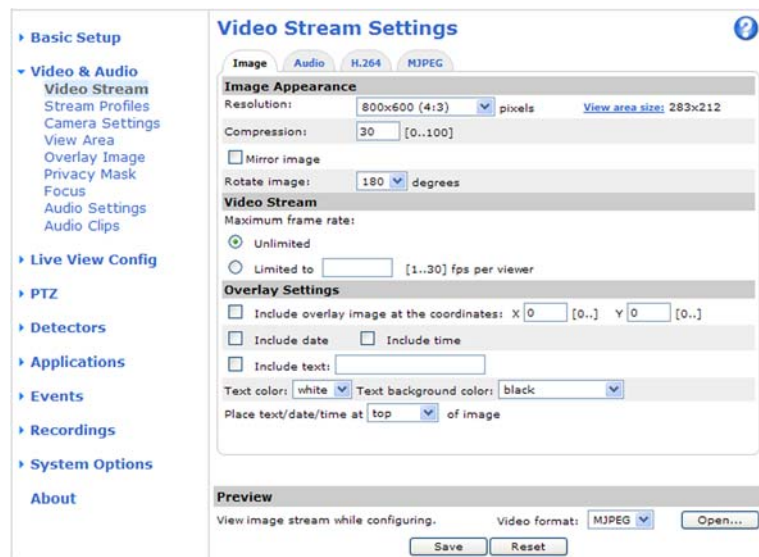 Basic Setup
Video & Audio
Video Stream
Stream Profiles
Camera Settings
View Area
Overlay Image
Privacy Mask
Focus
Audio Settings
Audio Clips
Live View Config
PTZ
Detectors
Applications
Events
Recordings
System Options
About
Video Stream Settings
?
Image Audio H.264 MJPEG
Image Appearance
Resolution: 800x600 (4:3) pixels View area size: 283x212
Compression: 30 [0..100]
Mirror image
Rotate image: 180 degrees
Video Stream
Maximum frame rate:
Unlimited
Limited to [1..30] fps per viewer
Overlay Settings
Include overlay image at the coordinates: X 0 [0..] Y 0 [0..]
Include date Include time
Include text:
Text color: white Text background color: black
Place text/date/time at top of image
Preview
View image stream while configuring. Video format: MJPEG Open...
Save Reset